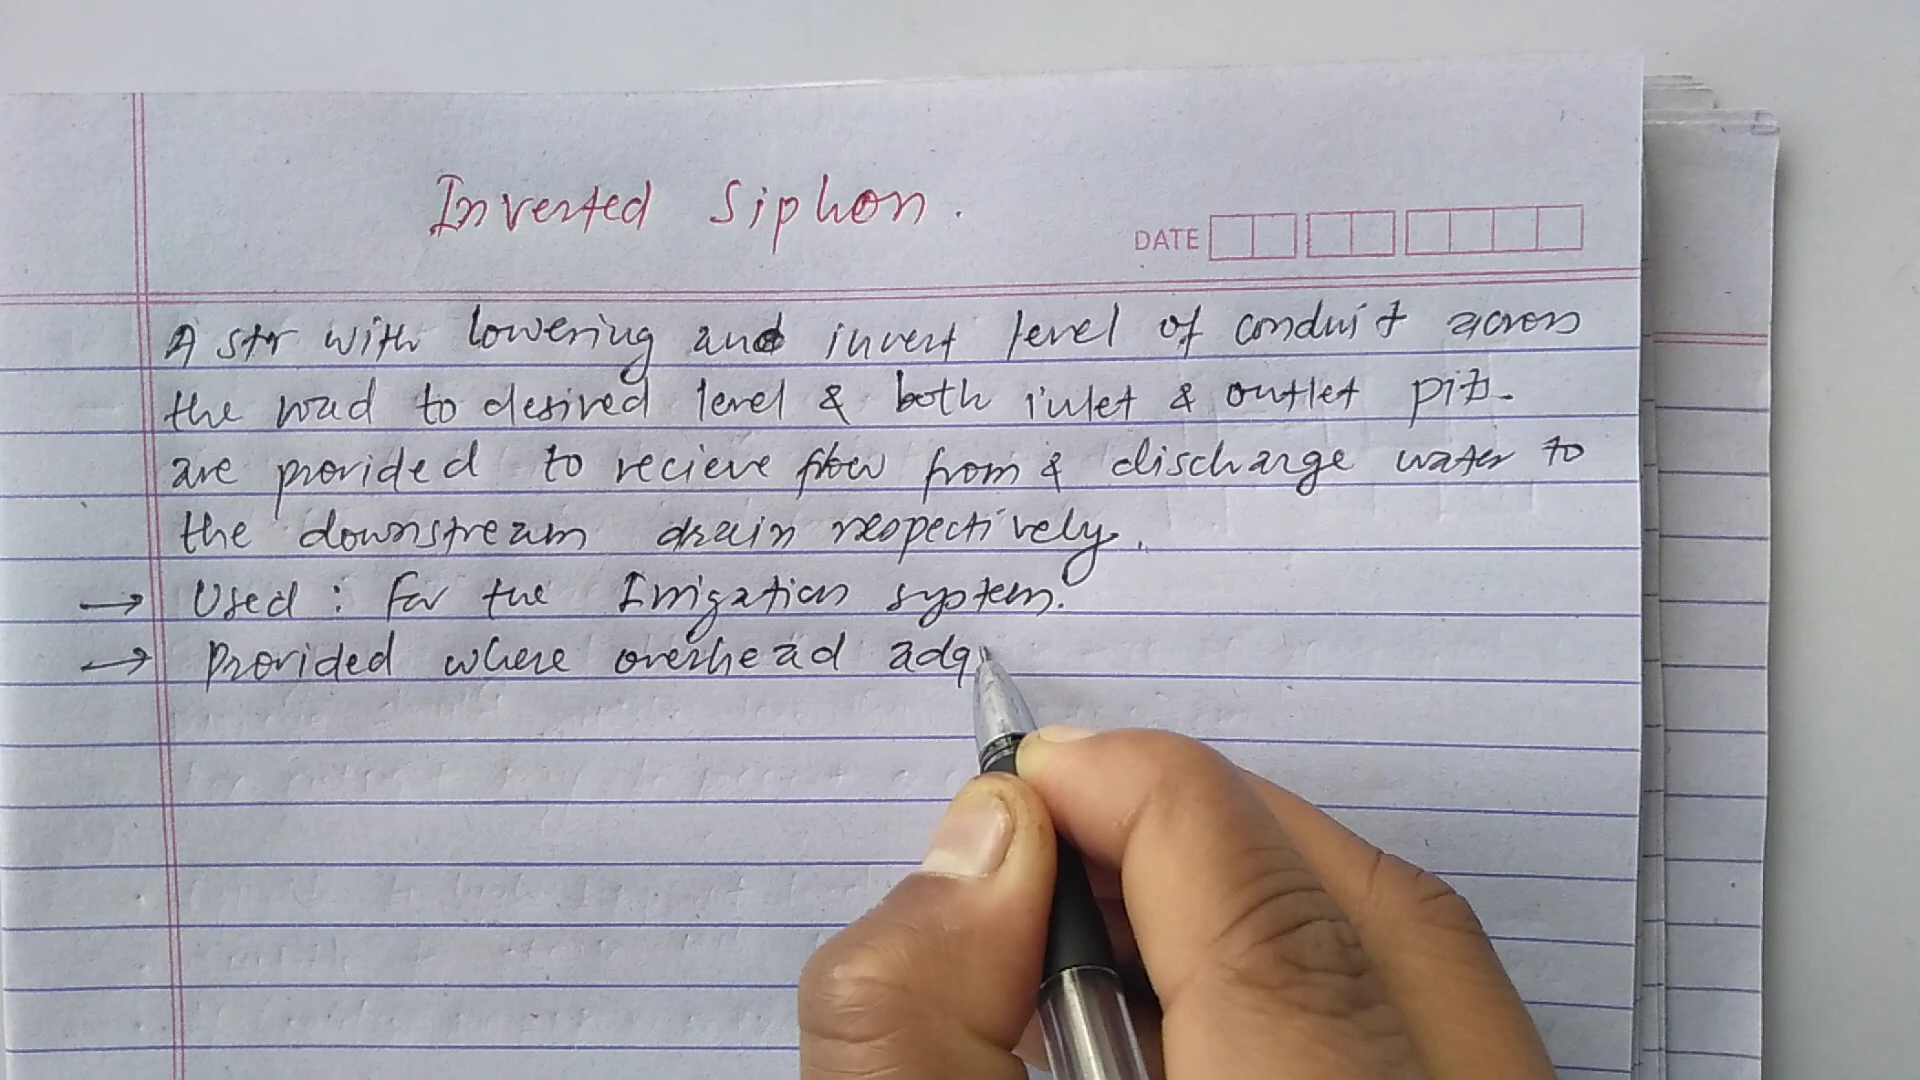 Inverted Siphon.
DATE
A str with lowering and invert level of conduit across
the road to desired level & both inlet & outlet pit.
are provided to recieve flow from & discharge water to
the downstream drain respectively.
→ Used : For the Irrigation system.
→ Provided where overhead adq